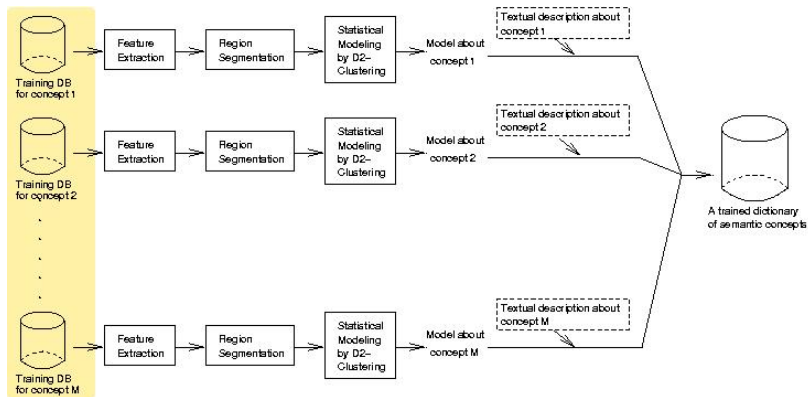 Training DB
for concept 1
Feature
Extraction
Region
Segmentation
Statistical
Modeling
by D2-
Clustering
Model about
concept 1
Textual description about
concept 1
Training DB
for concept 2
Feature
Extraction
Region
Segmentation
Statistical
Modeling
by D2-
Clustering
Model about
concept 2
Textual description about
concept 2
A trained dictionary
of semantic concepts
Training DB
for concept M
Feature
Extraction
Region
Segmentation
Statistical
Modeling
by D2-
Clustering
Model about
concept M
Textual description about
concept M